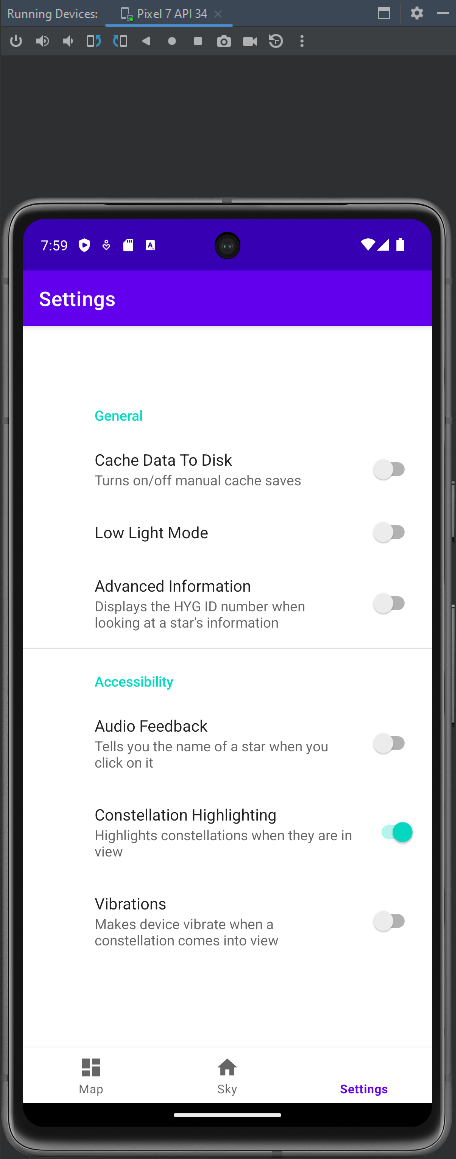 Running Devices: Pixel 7 API 34
7:59
Settings
General
Cache Data To Disk
Turns on/off manual cache saves
Low Light Mode
Advanced Information
Displays the HYG ID number when
looking at a star's information
Accessibility
Audio Feedback
Tells you the name of a star when you
click on it
Constellation Highlighting
Highlights constellations when they are in
view
Vibrations
Makes device vibrate when a
constellation comes into view
Map Sky Settings